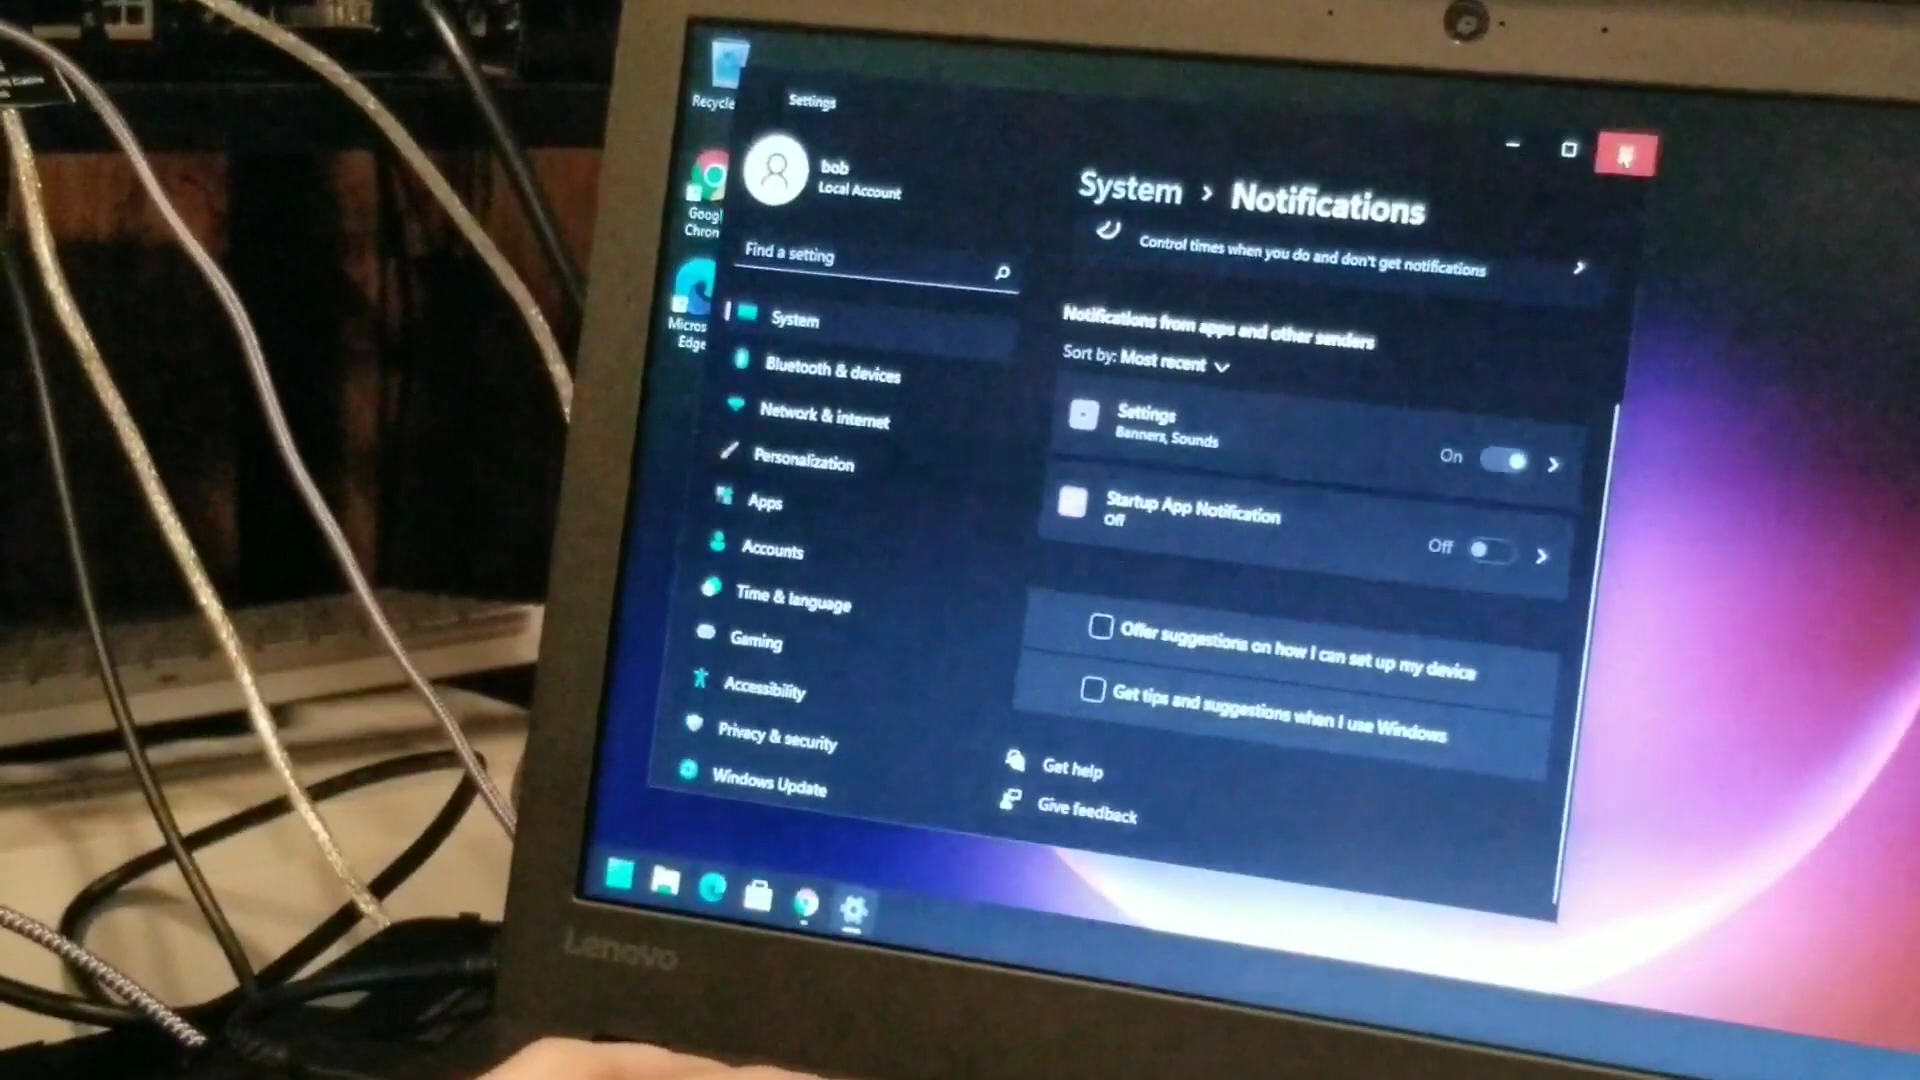 Cable
Recycle
Settings
bob
Local Account
Googl
Chrom
System > Notifications
Control times when you do and don't get notifications
Find a setting
Micros
Edge
Notifications from apps and other senders
Sort by: Most recent
System
Bluetooth & devices
Network & internet
Personalization
Apps
Accounts
Time & language
Gaming
Accessibility
Privacy & security
Windows Update
Settings
Banners, Sounds
On
Startup App Notification
Off
Off
Offer suggestions on how I can set up my device
Get tips and suggestions when I use Windows
Get help
Give feedback
Lenovo